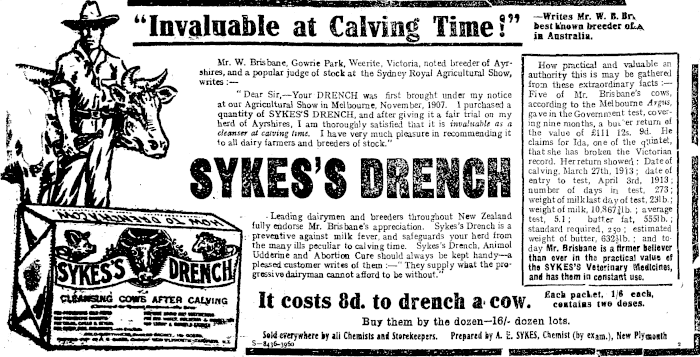 "Invaluable at Calving Time!"
—Writes Mr. W. B. Br
best known breeder of
in Australia.
Mr. W. Brisbane, Gowrie Park, Weerite, Victoria, noted breeder of Ayr-
shires, and a popular judge of stock at the Sydney Royal Agricultural Show,
writes :—
"Dear Sir,—Your DRENCH was first brought under my notice
at our Agricultural Show in Melbourne, November, 1907. I purchased a
quantity of SYKES'S DRENCH, and after giving it a fair trial on my
herd of Ayrshires, I am thoroughly satisfied that it is invaluable as a
cleanser at calving time. I have very much pleasure in recommending it
to all dairy farmers and breeders of stock."
SYKES'S DRENCH
Leading dairymen and breeders throughout New Zealand
fully endorse Mr. Brisbane's appreciation. Sykes's Drench is a
preventive against milk fever, and safeguards your herd from
the many ills peculiar to calving time. Sykes's Drench, Animol
Udderine and Abortion Cure should always be kept handy—a
pleased customer writes of them :—"They supply what the pro-
gressive dairyman cannot afford to be without."
How practical and valuable an
authority this is may be gathered
from these extraordinary facts :—
Five of Mr. Brisbane's cows,
according to the Melbourne Argus,
gave in the Government test, cover-
ing nine months, a butter return of
the value of £111 12s. 9d. He
claims for Ida, one of the quintet,
that she has broken the Victorian
record. Her return showed : Date of
calving, March 27th, 1913 ; date of
entry to test, April 3rd, 1913 ;
number of days in test, 273 ;
weight of milk last day of test, 23lb ;
weight of milk, 10,867¾lb. ; average
test, 5.1 ; butter fat, 555lb. ;
standard required, 250 ; estimated
weight of butter, 632½lb. ; and to-
day Mr. Brisbane is a firmer believer
than ever in the practical value of
the SYKES'S Veterinary Medicines,
and has them in constant use.
SYKES'S DRENCH
CLEANSING COWS AFTER CALVING
It costs 8d. to drench a cow.
Each packet, 1/6 each,
contains two doses.
Buy them by the dozen—16/- dozen lots.
Sold everywhere by all Chemists and Storekeepers. Prepared by A. E. SYKES, Chemist (by exam.), New Plymouth
S—8436-3960